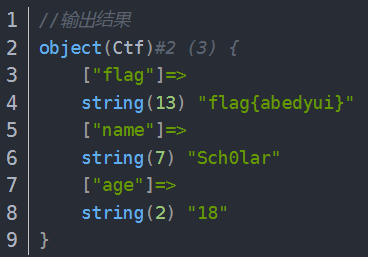 1 //输出结果
2 object(Ctf)#2 (3) {
3 ["flag"]=>
4 string(13) "flag{abedyui}"
5 ["name"]=>
6 string(7) "Sch0lar"
7 ["age"]=>
8 string(2) "18"
9 }